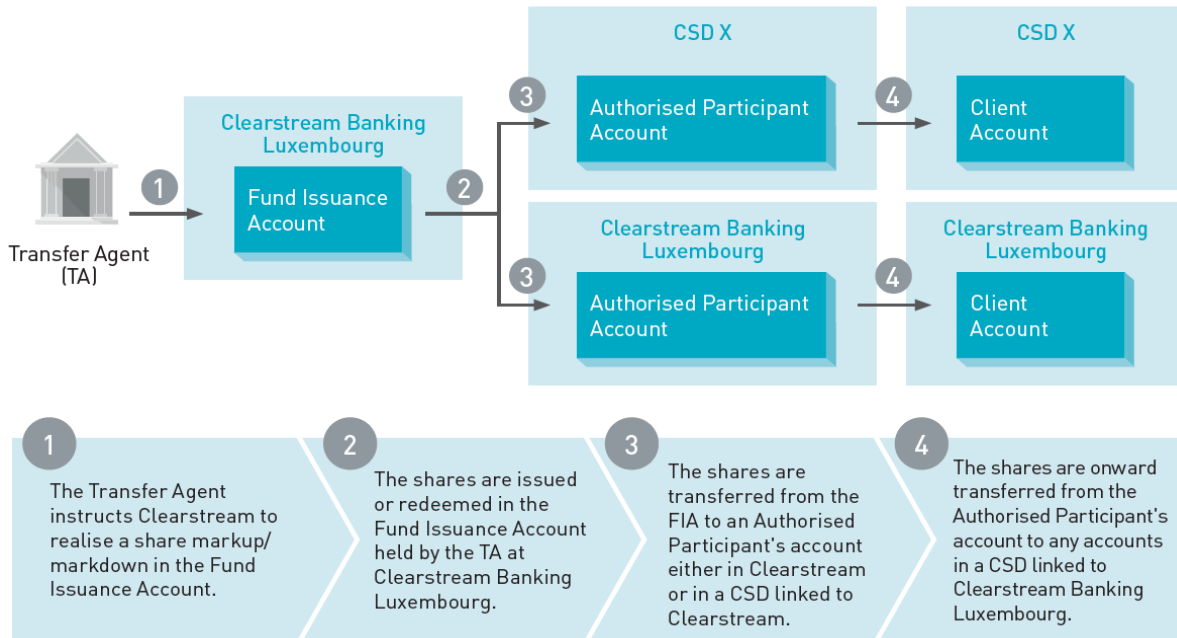 CSD X
CSD X
3
Authorised Participant
Account
4
Client
Account
Clearstream Banking
Luxembourg
1
Fund Issuance
Account
2
Transfer Agent
(TA)
Clearstream Banking
Luxembourg
Clearstream Banking
Luxembourg
3
Authorised Participant
Account
4
Client
Account
1
The Transfer Agent
instructs Clearstream to
realise a share markup/
markdown in the Fund
Issuance Account.
2
The shares are issued
or redeemed in the
Fund Issuance Account
held by the TA at
Clearstream Banking
Luxembourg.
3
The shares are
transferred from the
FIA to an Authorised
Participant's account
either in Clearstream
or in a CSD linked to
Clearstream.
4
The shares are onward
transferred from the
Authorised Participant's
account to any accounts
in a CSD linked to
Clearstream Banking
Luxembourg.